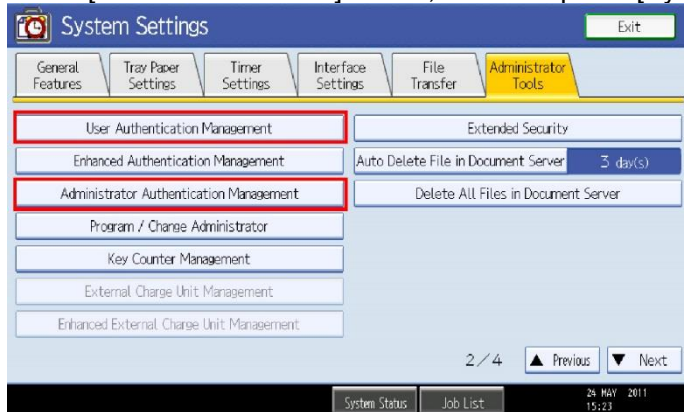 System Settings
Exit
General Features
Tray Paper Settings
Timer Settings
Interface Settings
File Transfer
Administrator Tools
User Authentication Management
Extended Security
Enhanced Authentication Management
Auto Delete File in Document Server 3 day(s)
Administrator Authentication Management
Delete All Files in Document Server
Program / Change Administrator
Key Counter Management
External Charge Unit Management
Enhanced External Charge Unit Management
2/4 ▲ Previous ▼ Next
System Status Job List 24 MAY 2011
15:23